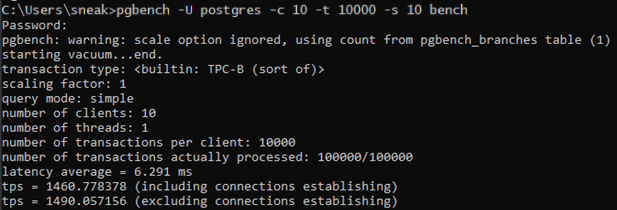 C:\Users\sneak>pgbench -U postgres -c 10 -t 10000 -s 10 bench
Password:
pgbench: warning: scale option ignored, using count from pgbench_branches table (1)
starting vacuum...end.
transaction type: <builtin: TPC-B (sort of)>
scaling factor: 1
query mode: simple
number of clients: 10
number of threads: 1
number of transactions per client: 10000
number of transactions actually processed: 100000/100000
latency average = 6.291 ms
tps = 1460.778378 (including connections establishing)
tps = 1490.057156 (excluding connections establishing)